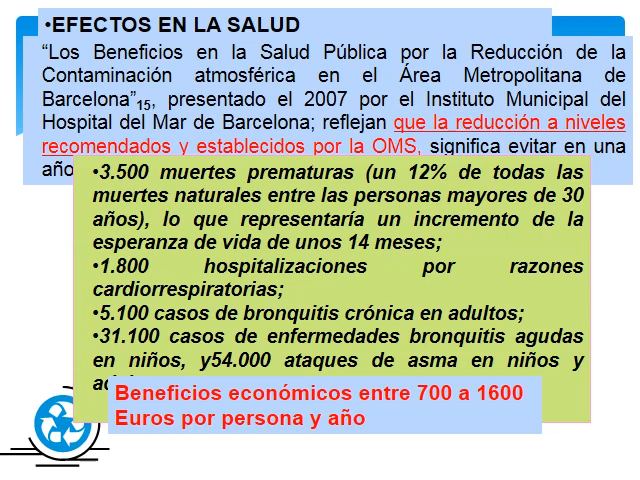 •EFECTOS EN LA SALUD
“Los Beneficios en la Salud Pública por la Reducción de la
Contaminación atmosférica en el Área Metropolitana de
Barcelona”15, presentado el 2007 por el Instituto Municipal del
Hospital del Mar de Barcelona; reflejan que la reducción a niveles
recomendados y establecidos por la OMS, significa evitar en una
año
•3.500 muertes prematuras (un 12% de todas las
muertes naturales entre las personas mayores de 30
años), lo que representaría un incremento de la
esperanza de vida de unos 14 meses;
•1.800 hospitalizaciones por razones
cardiorrespiratorias;
•5.100 casos de bronquitis crónica en adultos;
•31.100 casos de enfermedades bronquitis agudas
en niños, y54.000 ataques de asma en niños y
Beneficios económicos entre 700 a 1600
Euros por persona y año